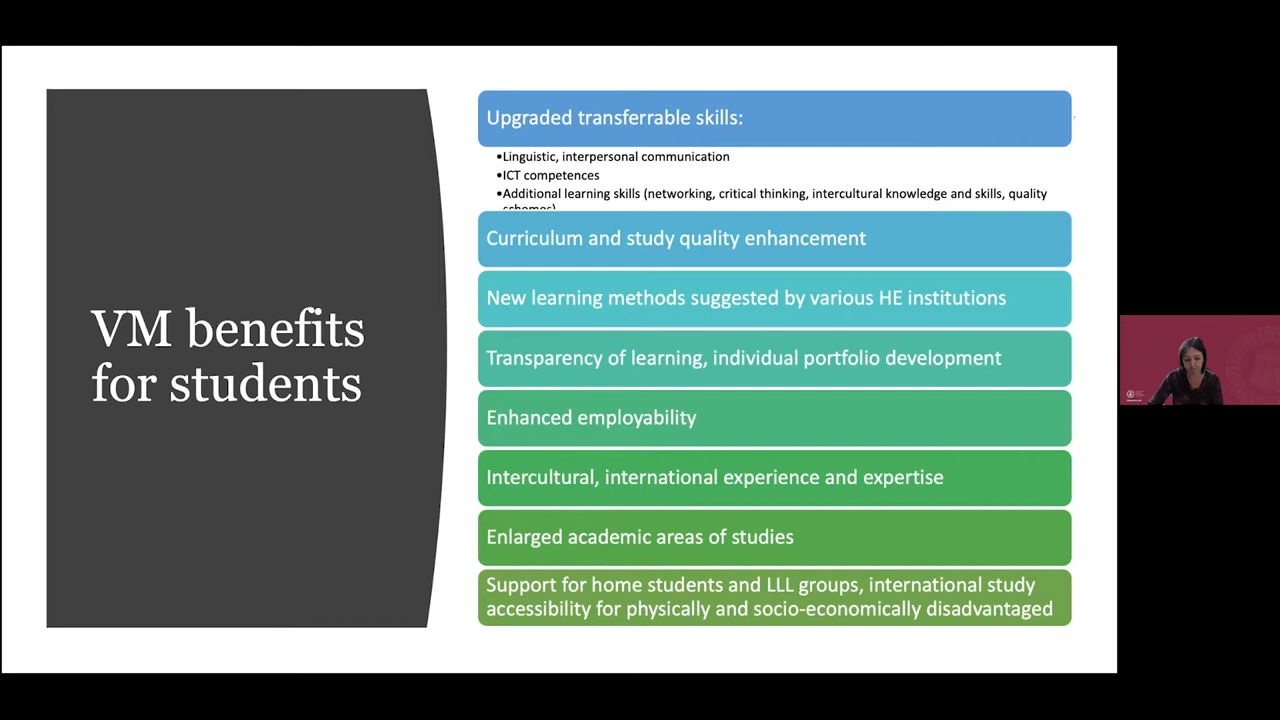 VM benefits
for students
Upgraded transferrable skills:
•Linguistic, interpersonal communication
•ICT competences
•Additional learning skills (networking, critical thinking, intercultural knowledge and skills, quality
schemes)
Curriculum and study quality enhancement
New learning methods suggested by various HE institutions
Transparency of learning, individual portfolio development
Enhanced employability
Intercultural, international experience and expertise
Enlarged academic areas of studies
Support for home students and LLL groups, international study
accessibility for physically and socio-economically disadvantaged